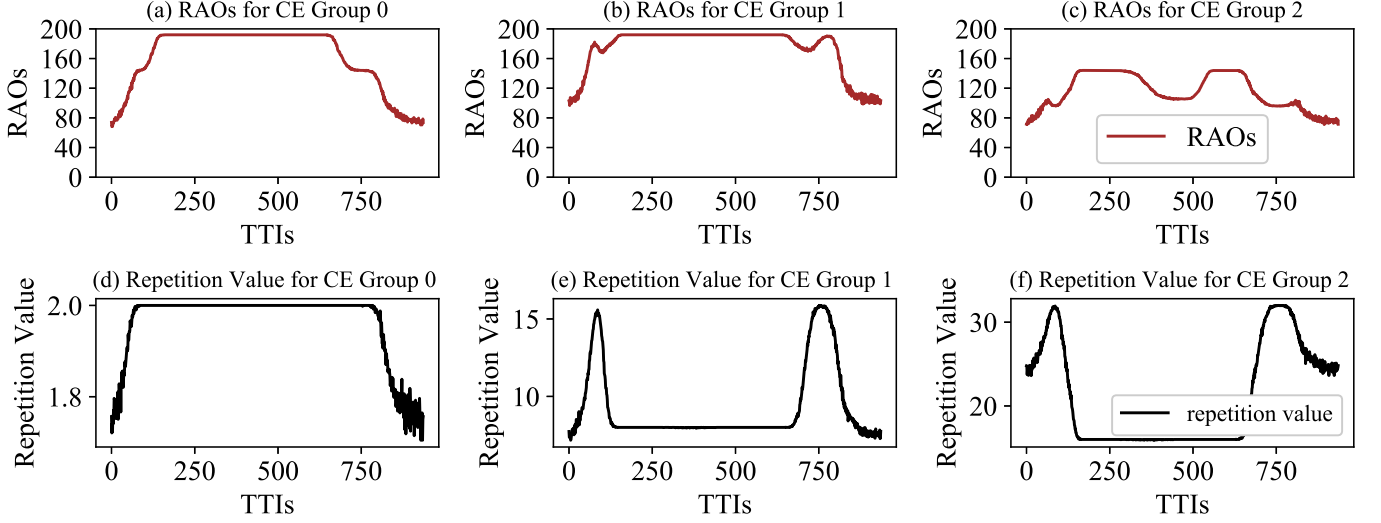 (a) RAOs for CE Group 0
(b) RAOs for CE Group 1
(c) RAOs for CE Group 2
RAOs
200
160
120
80
40
0
0 250 500 750
TTIs
RAOs
200
160
120
80
40
0
0 250 500 750
TTIs
RAOs
200
160
120
80
40
0
RAOs
0 250 500 750
TTIs
(d) Repetition Value for CE Group 0
(e) Repetition Value for CE Group 1
(f) Repetition Value for CE Group 2
Repetition Value
2.0
1.8
0 250 500 750
TTIs
Repetition Value
15
10
0 250 500 750
TTIs
Repetition Value
30
20
repetition value
0 250 500 750
TTIs